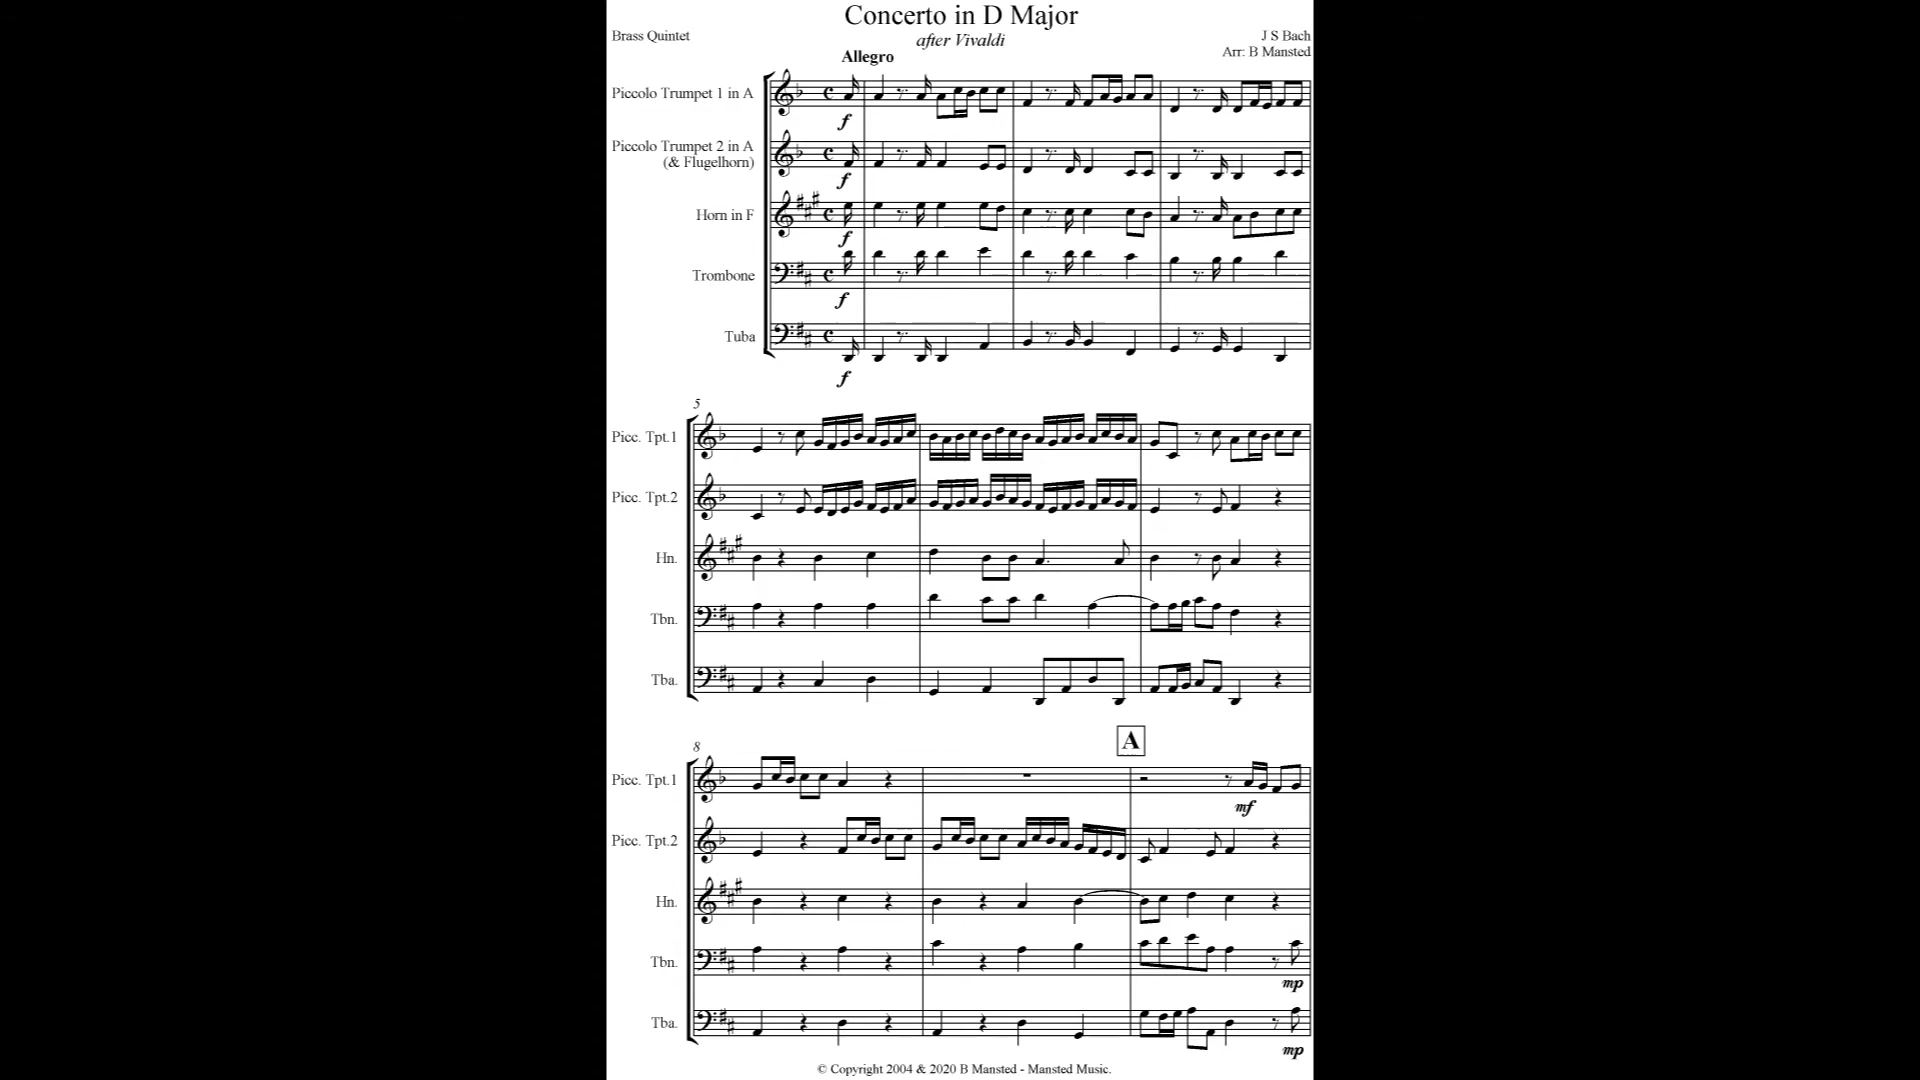 Concerto in D Major
Brass Quintet
after Vivaldi
J S Bach
Allegro
Arr: B Mansted
Piccolo Trumpet 1 in A
f
Piccolo Trumpet 2 in A
(& Flugelhorn)
f
Horn in F
f
Trombone
f
Tuba
f
5
Picc. Tpt.1
Picc. Tpt.2
Hn.
Tbn.
Tba.
A
8
Picc. Tpt.1
mf
Picc. Tpt.2
Hn.
Tbn.
mp
Tba.
mp
© Copyright 2004 & 2020 B Mansted - Mansted Music.